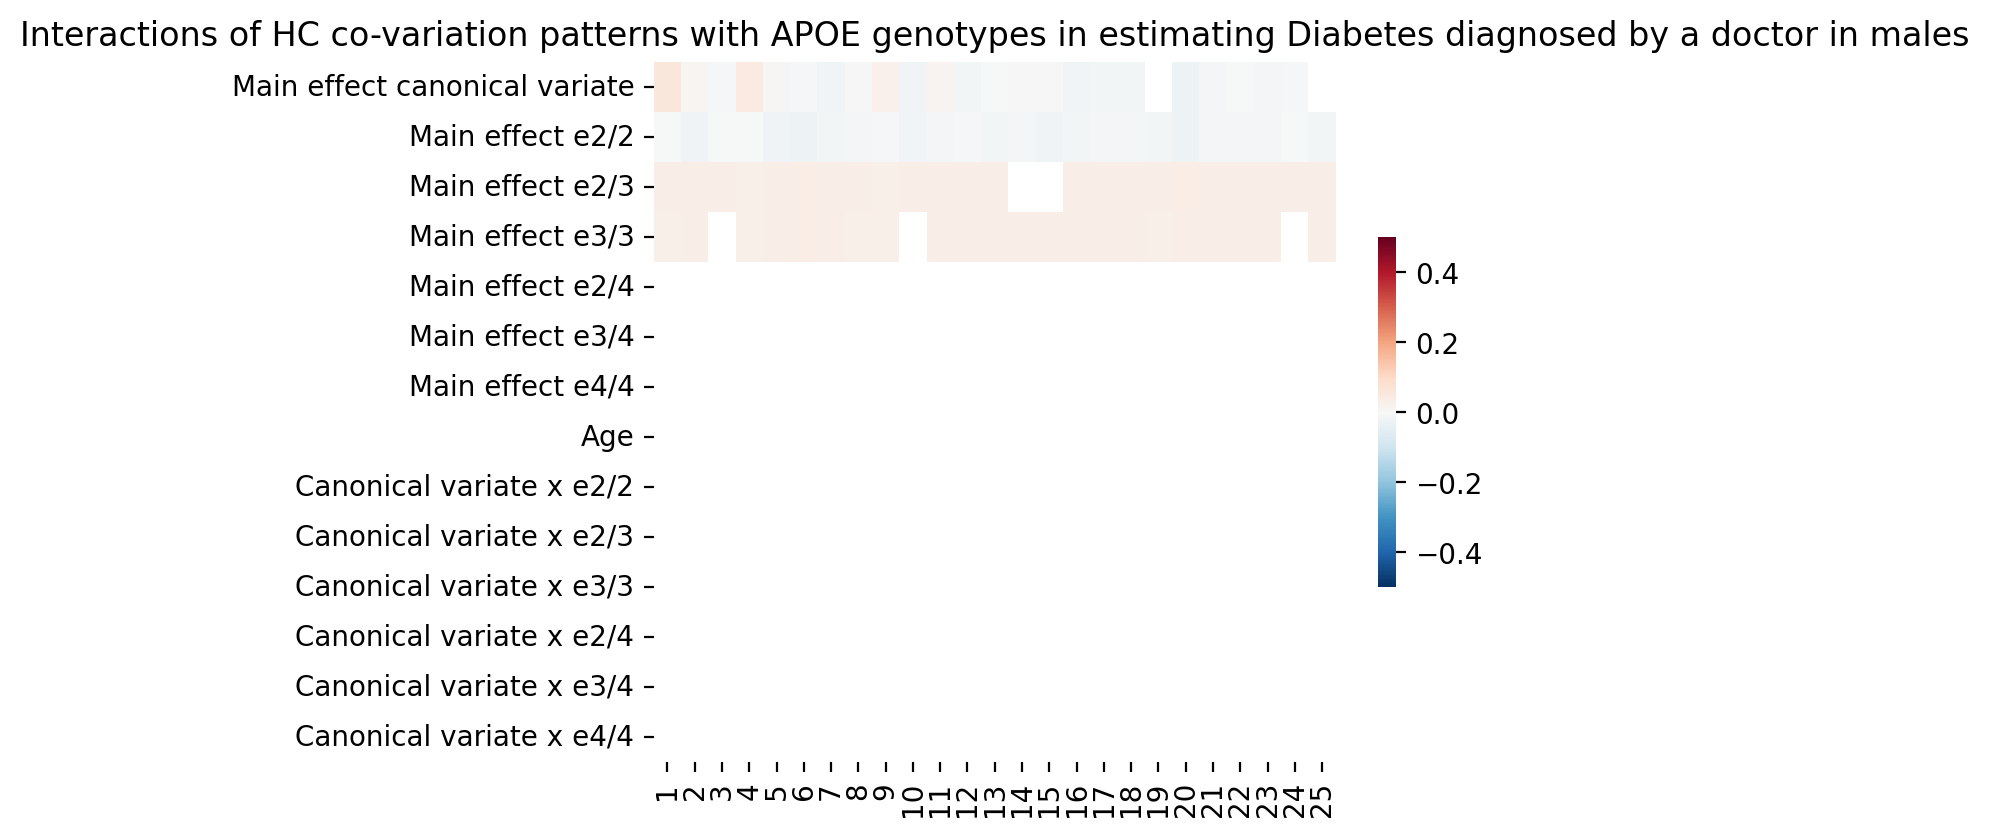 Interactions of HC co-variation patterns with APOE genotypes in estimating Diabetes diagnosed by a doctor in males
Main effect canonical variate
Main effect e2/2
Main effect e2/3
Main effect e3/3
Main effect e2/4
Main effect e3/4
Main effect e4/4
Age
Canonical variate x e2/2
Canonical variate x e2/3
Canonical variate x e3/3
Canonical variate x e2/4
Canonical variate x e3/4
Canonical variate x e4/4
1 2 3 4 5 6 7 8 9 10 11 12 13 14 15 16 17 18 19 20 21 22 23 24 25
0.4
0.2
0.0
−0.2
−0.4